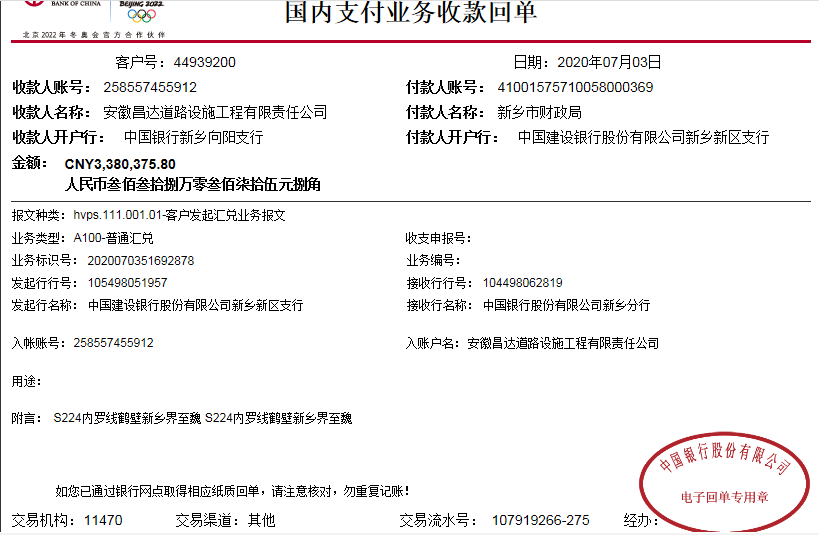 BANK OF CHINA
BEIJING 2022
国内支付业务收款回单
北京2022年冬奥会官方合作伙伴
客户号：44939200 日期：2020年07月03日
收款人账号：258557455912 付款人账号：41001575710058000369
收款人名称：安徽昌达道路设施工程有限责任公司 付款人名称：新乡市财政局
收款人开户行：中国银行新乡向阳支行 付款人开户行：中国建设银行股份有限公司新乡新区支行
金额：CNY3,380,375.80
人民币叁佰叁拾捌万零叁佰柒拾伍元捌角
报文种类：hvps.111.001.01-客户发起汇兑业务报文
业务类型：A100-普通汇兑 收支申报号：
业务标识号：2020070351692878 业务编号：
发起行行号：105498051957 接收行行号：104498062819
发起行名称：中国建设银行股份有限公司新乡新区支行 接收行名称：中国银行股份有限公司新乡分行
入帐账号：258557455912 入账户名：安徽昌达道路设施工程有限责任公司
用途：
附言：S224内罗线鹤壁新乡界至魏 S224内罗线鹤壁新乡界至魏
中国银行股份有限公司
电子回单专用章
如您已通过银行网点取得相应纸质回单，请注意核对，勿重复记账！
交易机构：11470 交易渠道：其他 交易流水号：107919266-275 经办：